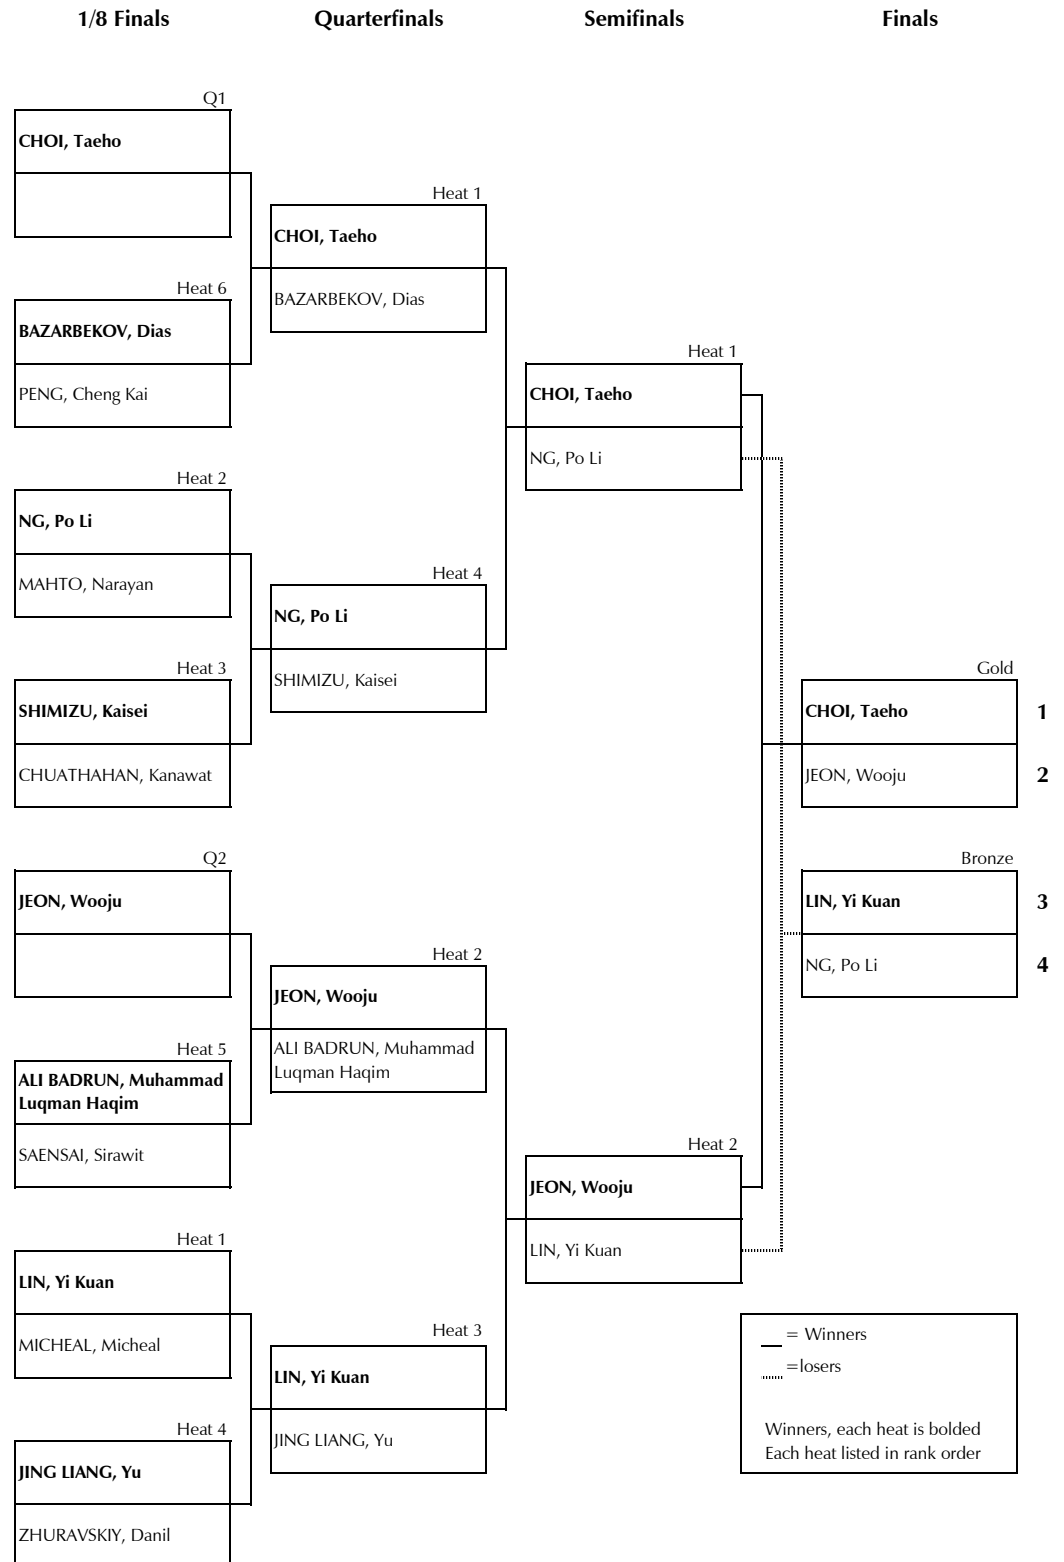 1/8 Finals
Quarterfinals
Semifinals
Finals
Q1
CHOI, Taeho
Heat 6
BAZARBEKOV, Dias
PENG, Cheng Kai
Heat 2
NG, Po Li
MAHTO, Narayan
Heat 3
SHIMIZU, Kaisei
CHUATHAHAN, Kanawat
Q2
JEON, Wooju
Heat 5
ALI BADRUN, Muhammad
Luqman Haqim
SAENSAI, Sirawit
Heat 1
LIN, Yi Kuan
MICHEAL, Micheal
Heat 4
JING LIANG, Yu
ZHURAVSKIY, Danil
Heat 1
CHOI, Taeho
BAZARBEKOV, Dias
Heat 4
NG, Po Li
SHIMIZU, Kaisei
Heat 2
JEON, Wooju
ALI BADRUN, Muhammad
Luqman Haqim
Heat 3
LIN, Yi Kuan
JING LIANG, Yu
Heat 1
CHOI, Taeho
NG, Po Li
Heat 2
JEON, Wooju
LIN, Yi Kuan
Gold
CHOI, Taeho 1
JEON, Wooju 2
Bronze
LIN, Yi Kuan 3
NG, Po Li 4
= Winners
=losers
Winners, each heat is bolded
Each heat listed in rank order